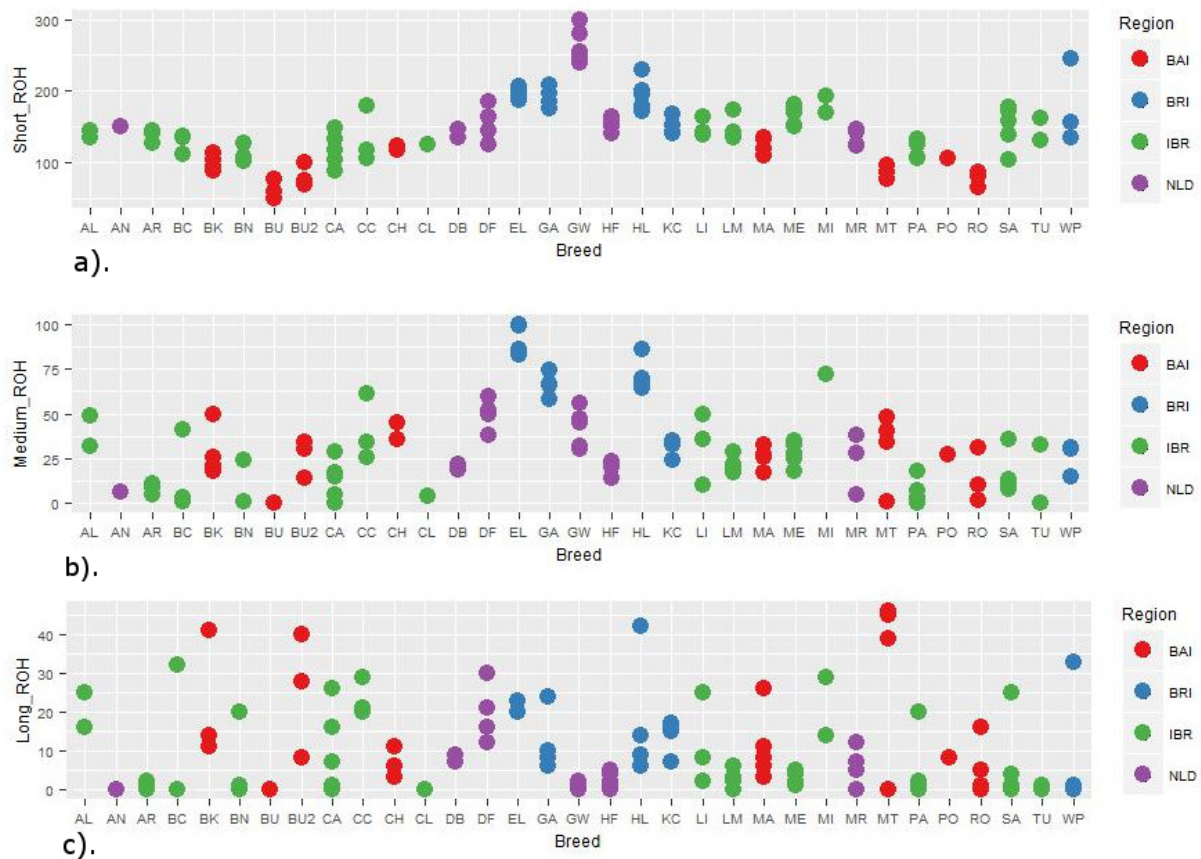 300
200
100
Short_ROH
AL AN AR BC BK BN BU BU2 CA CC CH CL DB DF EL GA GW HF HL KC LI LM MA ME MI MR MT PA PO RO SA TU WP
Breed
Region
BAI
BRI
IBR
NLD
a).
100
75
50
25
0
Medium_ROH
AL AN AR BC BK BN BU BU2 CA CC CH CL DB DF EL GA GW HF HL KC LI LM MA ME MI MR MT PA PO RO SA TU WP
Breed
Region
BAI
BRI
IBR
NLD
b).
40
30
20
10
0
Long_ROH
AL AN AR BC BK BN BU BU2 CA CC CH CL DB DF EL GA GW HF HL KC LI LM MA ME MI MR MT PA PO RO SA TU WP
Breed
Region
BAI
BRI
IBR
NLD
c).